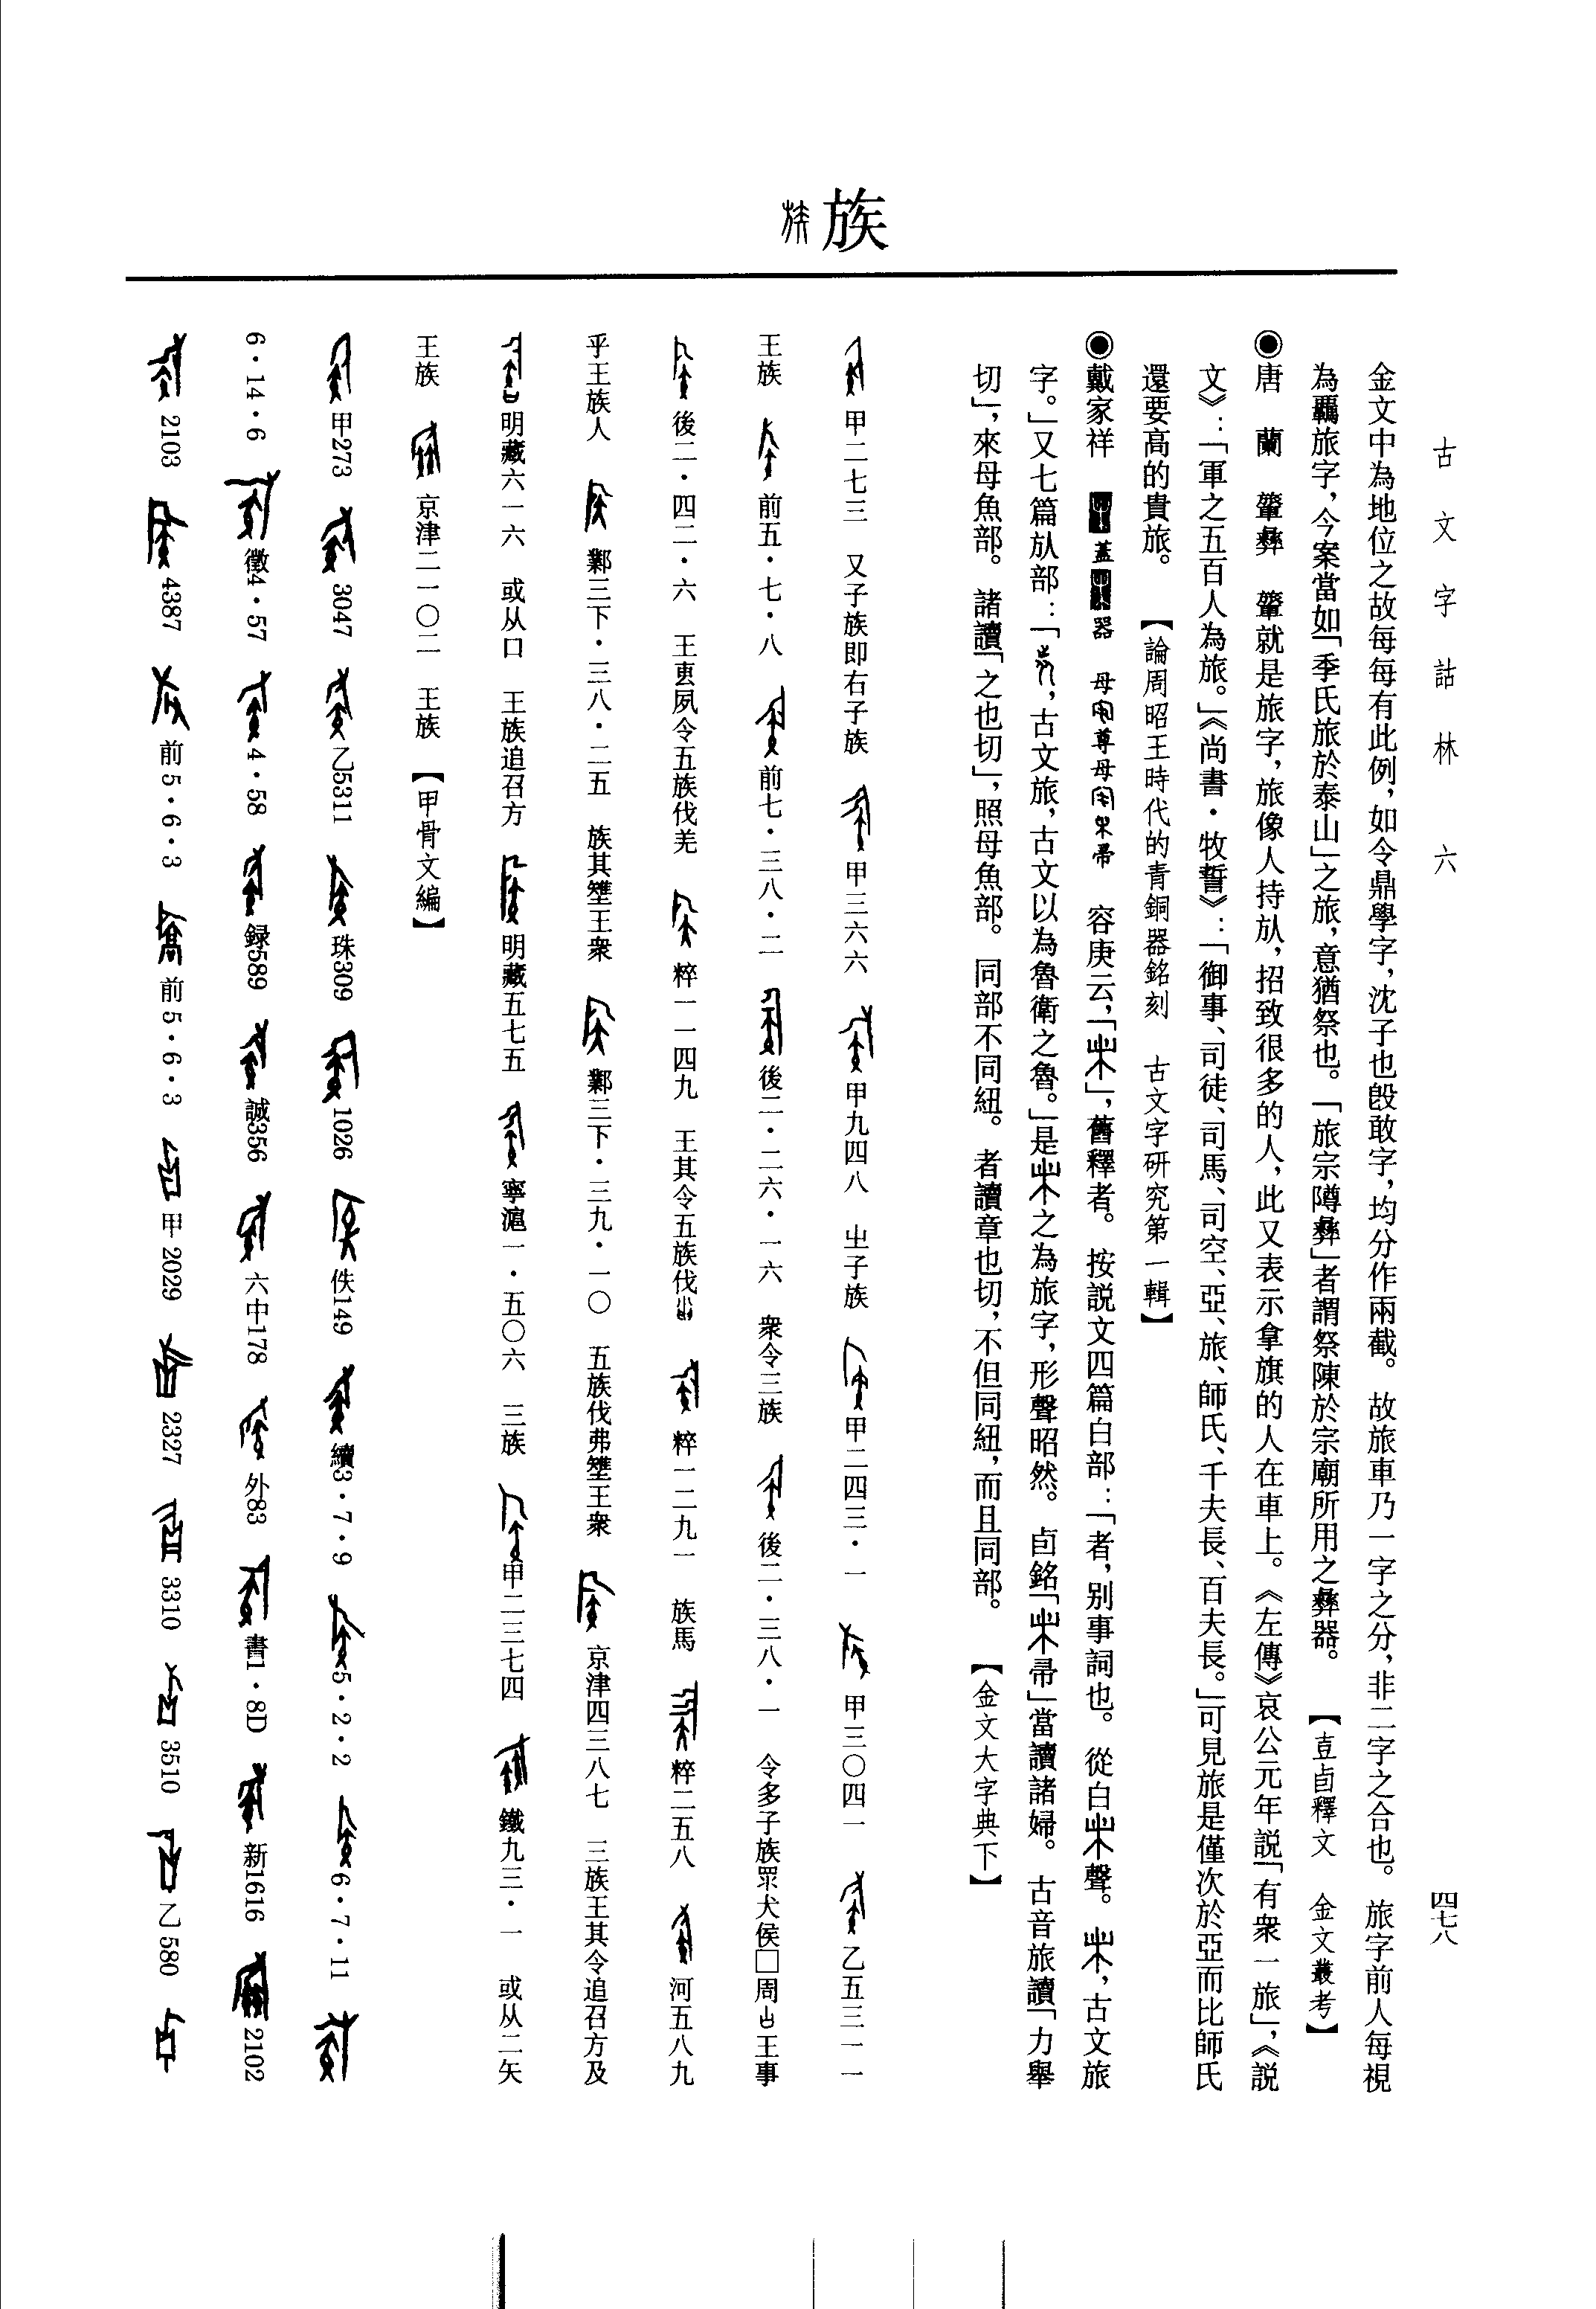 古文字詁林　六
四七八
金文中為地位之故每每有此例，如令鼎學字，沈子也𣪘敢字，均分作兩截。故旅車乃一字之分，非二字之合也。旅字前人每視
旅字，今案當如「季氏旅於泰山」之旅，意猶祭也。「旅宗𨻰彝」者謂祭陳於宗廟所用之彝器。【壴卣釋文　金文叢考】
◉唐　蘭　肈彝　肈就是旅字，旅像人持㫃，招致很多的人，此又表示拿旗的人在車上。《左傳》哀公元年説「有衆一旅」，《説
文》：「軍之五百人為旅。」《尚書·牧誓》：「御事、司徒、司馬、司空、亞、旅、師氏、千夫長、百夫長。」可見旅是僅次於亞而比師氏
還要高的貴旅。【論周昭王時代的青銅器銘刻　古文字研究第一輯】
◉戴家祥　蓋　器　母　尊母　帚　容庚云，「」，舊釋者。按説文四篇白部：「者，别事詞也。從白聲。，古文旅
字。」又七篇㫃部：「，古文旅，古文以為魯衛之魯。」是之為旅字，形聲昭然。卣銘「帚」當讀諸婦。古音旅讀「力舉
切」，來母魚部。諸讀「之也切」，照母魚部。同部不同紐。者讀章也切，不但同紐，而且同部。【金文大字典下】
族
甲二七三　又子族即右子族　甲三六六　甲九四八　㞢子族　甲二四三·一　甲三〇四一　乙五三一一
王族　前五·七·八　前七·三八·二　後二·二六·一六　衆令三族　後二·三八·一　令多子族眔犬侯□周王事
後二·四二·六　王叀夙令五族伐羌　粹一一四九　王其令五族伐　粹一二九一　族馬　粹二五八　河五八九
乎王族人　鄴三下·三八·二五　族其𨾊王衆　鄴三下·三九·一〇　五族伐弗𨾊王衆　京津四三八七　三族王其令追召方及
明藏六一六　或从口　王族追召方　明藏五七五　寧滬一·五〇六　三族　甲二三七四　鐵九三·一　或从二矢
王族　京津二一〇二　王族　【甲骨文編】
甲273　3047　乙5311　珠309　1026　佚149　續3·7·9　5·2·2　6·7·11
6·14·6　徵4·57　4·58　録589　誠356　六中178　外83　書1·8D　新1616　2102
2103　4387　前5·6·3　前5·6·3　甲2029　2327　3310　3510　乙580